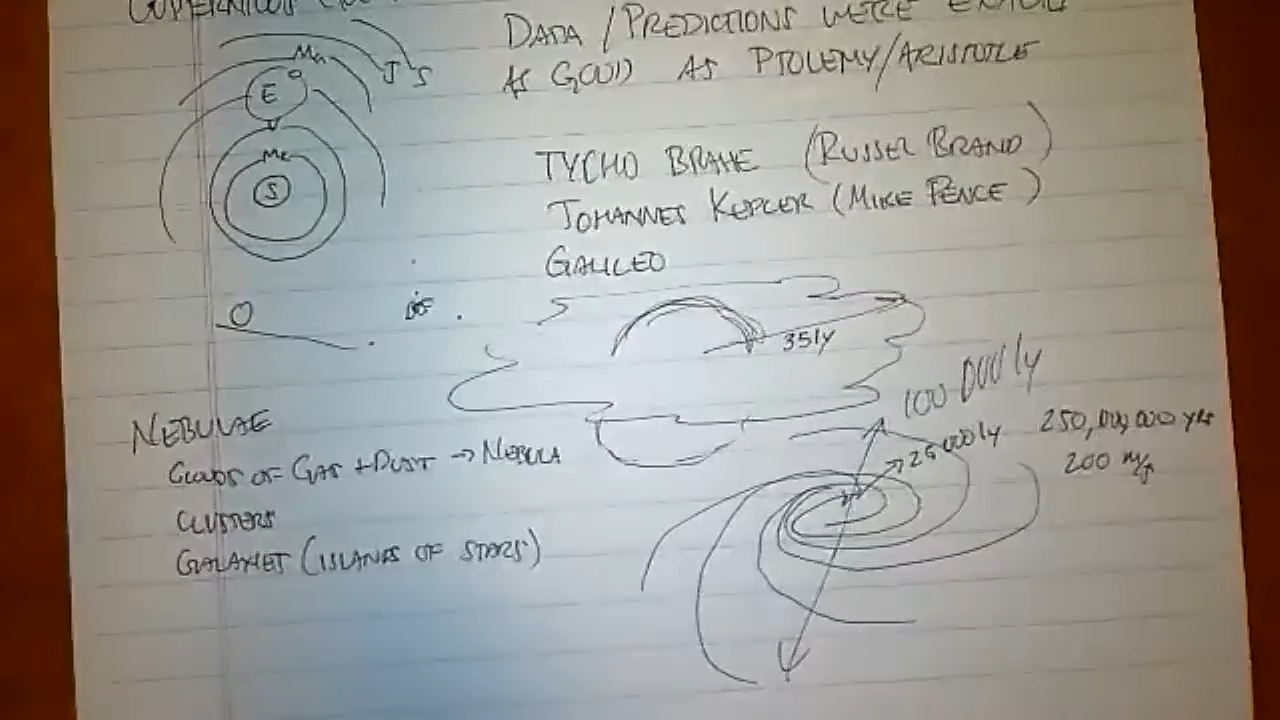 COPERNICUS
DATA / PREDICTIONS WERE
AS GOOD AS PTOLEMY/ARISTOTLE
J S
Ma
E
V
Me
S
TYCHO BRAHE (RUSSEL BRAND)
JOHANNES KEPLER (MIKE PENCE)
GALILEO
35ly
100 000 ly
25 000 ly
250,000,000 yrs
200
NEBULAE
CLOUDS OF GAS + DUST → NEBULA
CLUSTERS
GALAXIES (ISLANDS OF STARS)